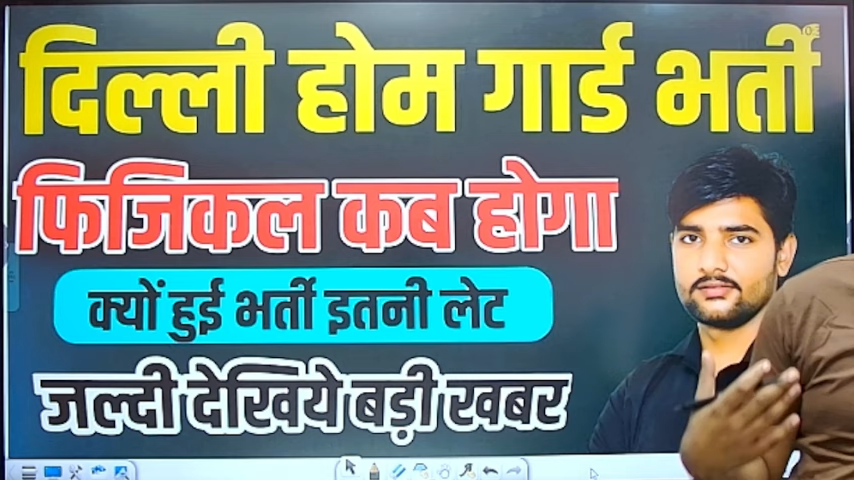 दिल्ली होम गार्ड भर्ती
फिजिकल कब होगा
क्यों हुई भर्ती इतनी लेट
जल्दी देखिये बड़ी खबर